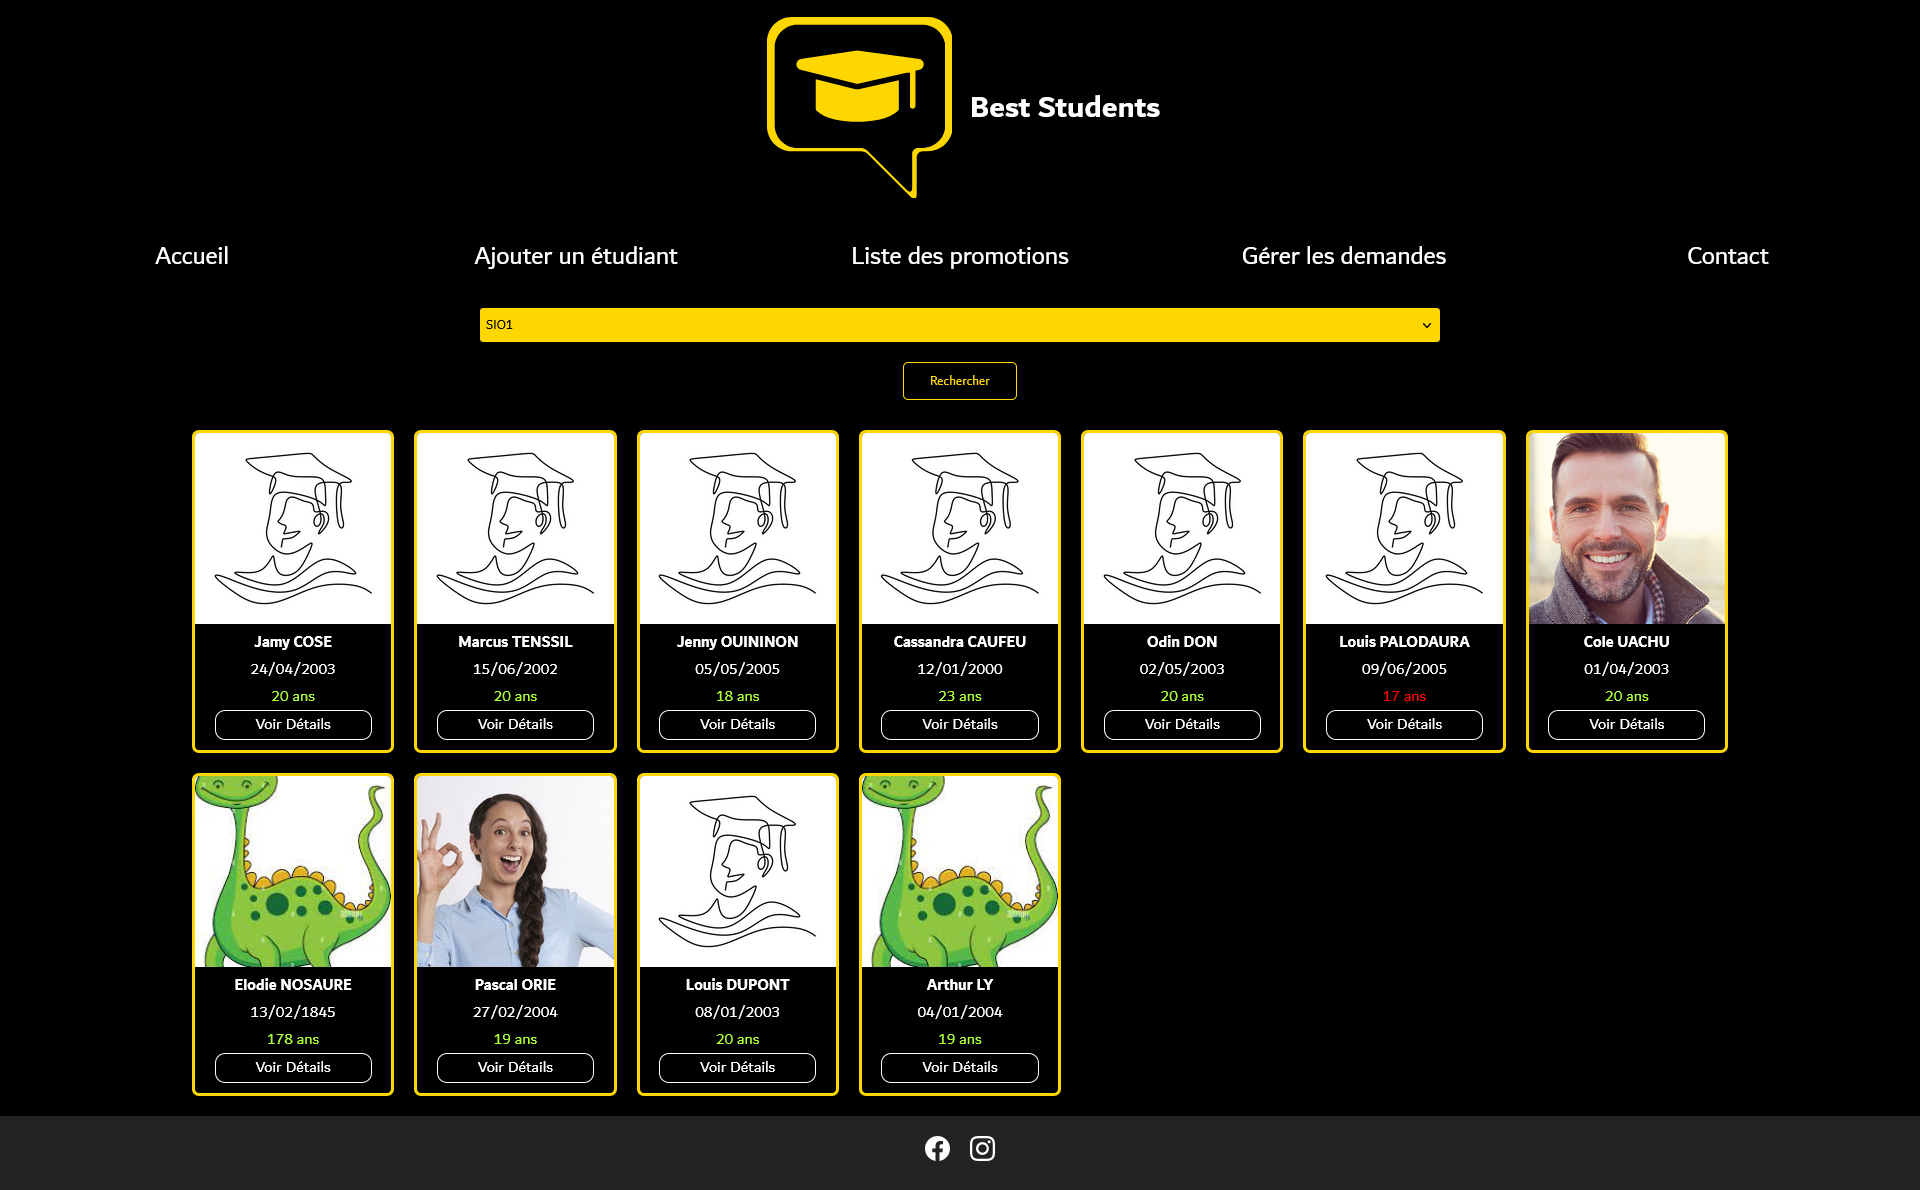 Best Students
Accueil
Ajouter un étudiant
Liste des promotions
Gérer les demandes
Contact
SIO1
Rechercher
Jamy COSE
24/04/2003
20 ans
Voir Détails
Marcus TENSSIL
15/06/2002
20 ans
Voir Détails
Jenny OUININON
05/05/2005
18 ans
Voir Détails
Cassandra CAUFEU
12/01/2000
23 ans
Voir Détails
Odin DON
02/05/2003
20 ans
Voir Détails
Louis PALODAURA
09/06/2005
17 ans
Voir Détails
Cole UACHU
01/04/2003
20 ans
Voir Détails
Elodie NOSAURE
13/02/1845
178 ans
Voir Détails
Pascal ORIE
27/02/2004
19 ans
Voir Détails
Louis DUPONT
08/01/2003
20 ans
Voir Détails
Arthur LY
04/01/2004
19 ans
Voir Détails